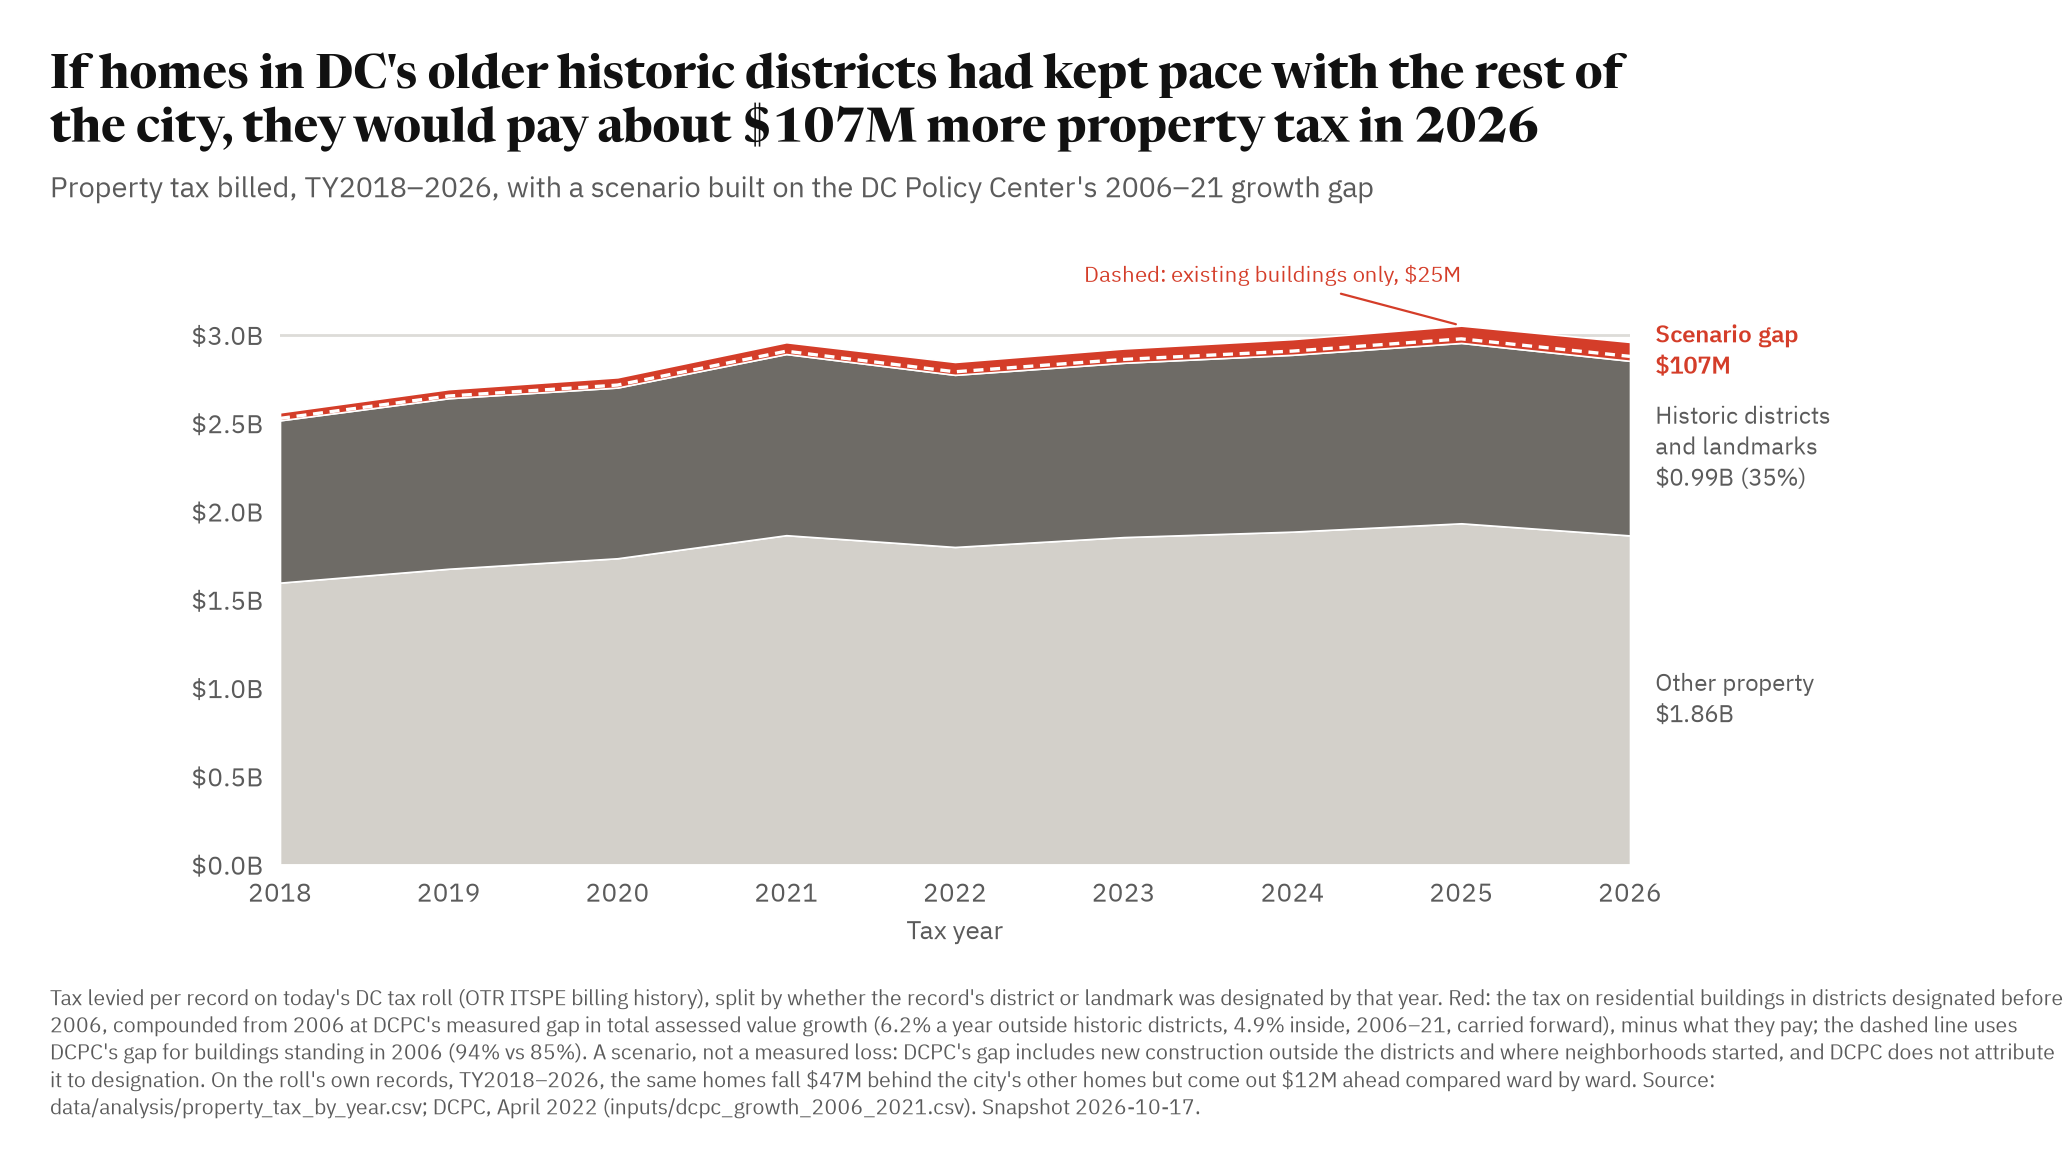 If homes in DC's older historic districts had kept pace with the rest of
the city, they would pay about $107M more property tax in 2026
Property tax billed, TY2018–2026, with a scenario built on the DC Policy Center's 2006–21 growth gap
Dashed: existing buildings only, $25M
$3.0B
$2.5B
$2.0B
$1.5B
$1.0B
$0.5B
$0.0B
Scenario gap
$107M
Historic districts
and landmarks
$0.99B (35%)
Other property
$1.86B
2018 2019 2020 2021 2022 2023 2024 2025 2026
Tax year
Tax levied per record on today's DC tax roll (OTR ITSPE billing history), split by whether the record's district or landmark was designated by that year. Red: the tax on residential buildings in districts designated before
2006, compounded from 2006 at DCPC's measured gap in total assessed value growth (6.2% a year outside historic districts, 4.9% inside, 2006–21, carried forward), minus what they pay; the dashed line uses
DCPC's gap for buildings standing in 2006 (94% vs 85%). A scenario, not a measured loss: DCPC's gap includes new construction outside the districts and where neighborhoods started, and DCPC does not attribute
it to designation. On the roll's own records, TY2018–2026, the same homes fall $47M behind the city's other homes but come out $12M ahead compared ward by ward. Source:
data/analysis/property_tax_by_year.csv; DCPC, April 2022 (inputs/dcpc_growth_2006_2021.csv). Snapshot 2026-10-17.